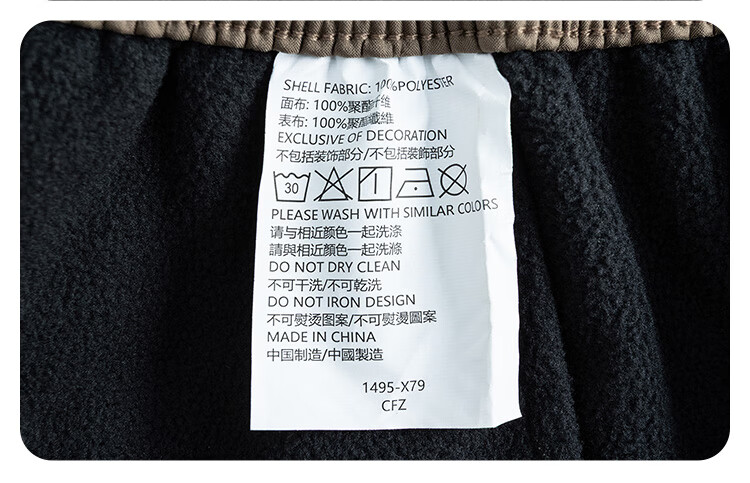 SHELL FABRIC: 100%POLYESTER
面布: 100%聚酯纤维
表布: 100%聚酯纖維
EXCLUSIVE OF DECORATION
不包括装饰部分/不包括裝飾部分
30
PLEASE WASH WITH SIMILAR COLORS
请与相近颜色一起洗涤
請與相近顏色一起洗滌
DO NOT DRY CLEAN
不可干洗/不可乾洗
DO NOT IRON DESIGN
不可熨烫图案/不可熨燙圖案
MADE IN CHINA
中国制造/中國製造
1495-X79
CFZ